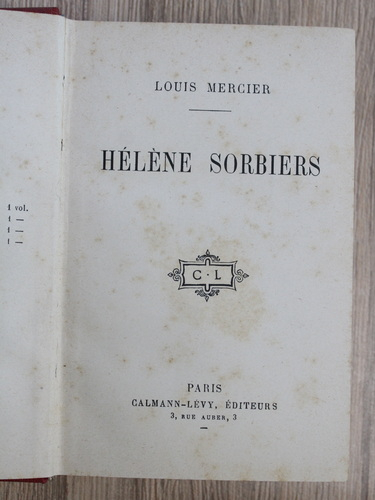 1 vol.
1 —
1 —
1 —
LOUIS MERCIER
HÉLÈNE SORBIERS
C · L
PARIS
CALMANN-LÉVY, ÉDITEURS
3, RUE AUBER, 3